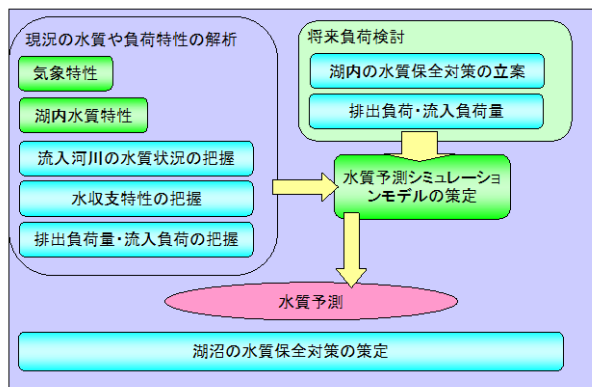 現況の水質や負荷特性の解析
気象特性
湖内水質特性
流入河川の水質状況の把握
水収支特性の把握
排出負荷量・流入負荷の把握
将来負荷検討
湖内の水質保全対策の立案
排出負荷・流入負荷量
水質予測シミュレーショ
ンモデルの策定
水質予測
湖沼の水質保全対策の策定